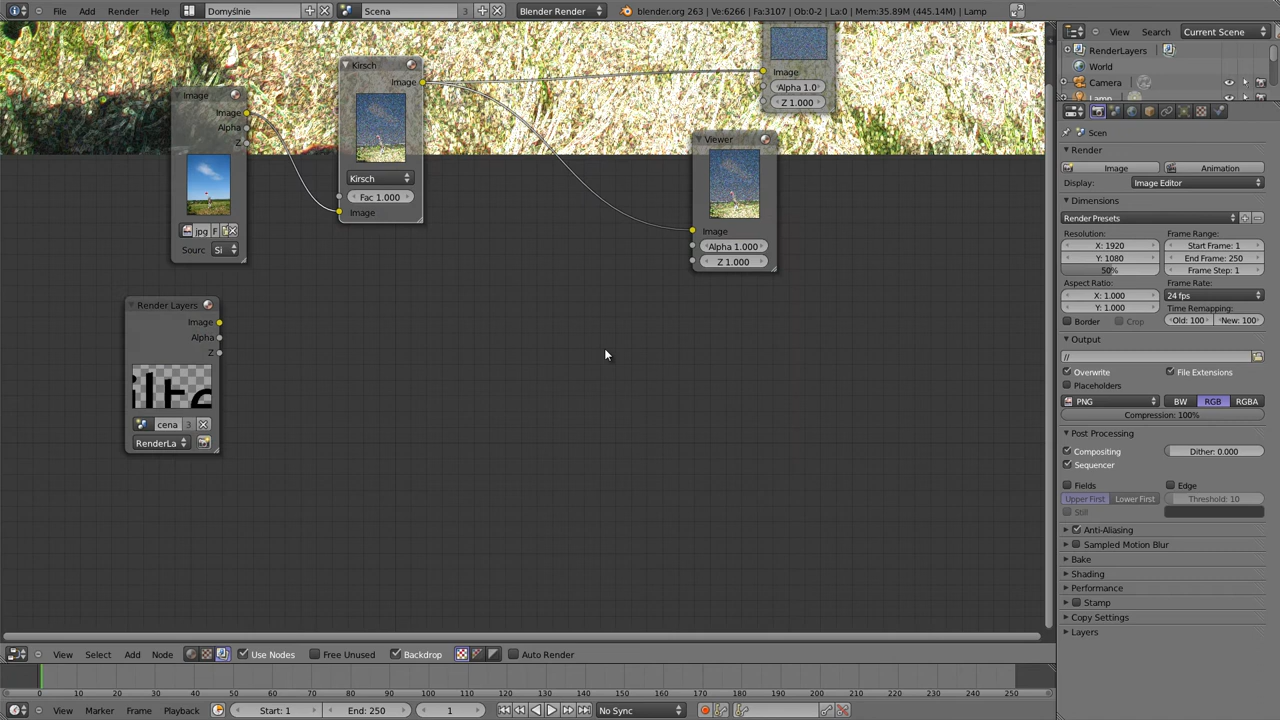 File Add Render Help Domyślnie Scena 3 Blender Render blender.org 263 | Ve:6266 | Fa:3107 | Ob:0-2 | La:0 | Mem:35.89M (445.14M) | Lamp
View Search Current Scene
RenderLayers
World
Camera
Lamp
Scen
Render
Image Animation
Display: Image Editor
Dimensions
Render Presets
Resolution: Frame Range:
X: 1920 Start Frame: 1
Y: 1080 End Frame: 250
50% Frame Step: 1
Aspect Ratio: Frame Rate:
X: 1.000 24 fps
Y: 1.000 Time Remapping:
Border Crop Old: 100 New: 100
Output
//
Overwrite File Extensions
Placeholders
PNG BW RGB RGBA
Compression: 100%
Post Processing
Compositing Dither: 0.000
Sequencer
Fields Edge
Upper First Lower First Threshold: 10
Still
Anti-Aliasing
Sampled Motion Blur
Bake
Shading
Performance
Stamp
Copy Settings
Layers
Image
Image
Alpha
Z
jpg F
Sourc Si
Kirsch
Image
Kirsch
Fac 1.000
Image
Image
Alpha 1.0
Z 1.000
Viewer
Image
Alpha 1.000
Z 1.000
Render Layers
Image
Alpha
Z
ilte
cena 3
RenderLa
View Select Add Node Use Nodes Free Unused Backdrop Auto Render
0 10 20 30 40 50 60 70 80 90 100 110 120 130 140 150 160 170 180 190 200 210 220 230 240 250
View Marker Frame Playback Start: 1 End: 250 1 No Sync